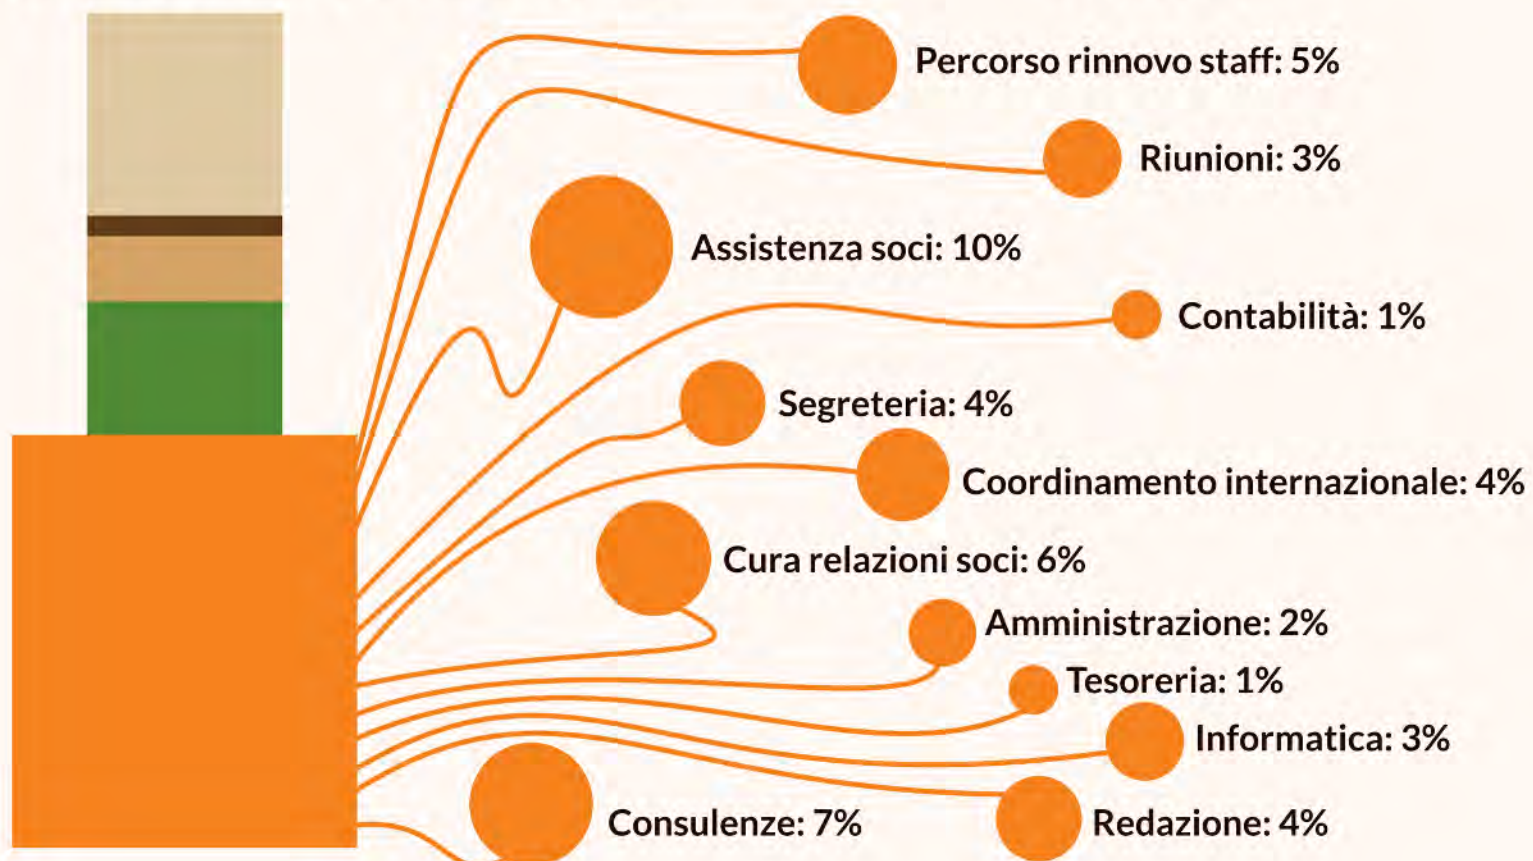 Percorso rinnovo staff: 5%
Riunioni: 3%
Assistenza soci: 10%
Contabilità: 1%
Segreteria: 4%
Coordinamento internazionale: 4%
Cura relazioni soci: 6%
Amministrazione: 2%
Tesoreria: 1%
Informatica: 3%
Consulenze: 7%
Redazione: 4%